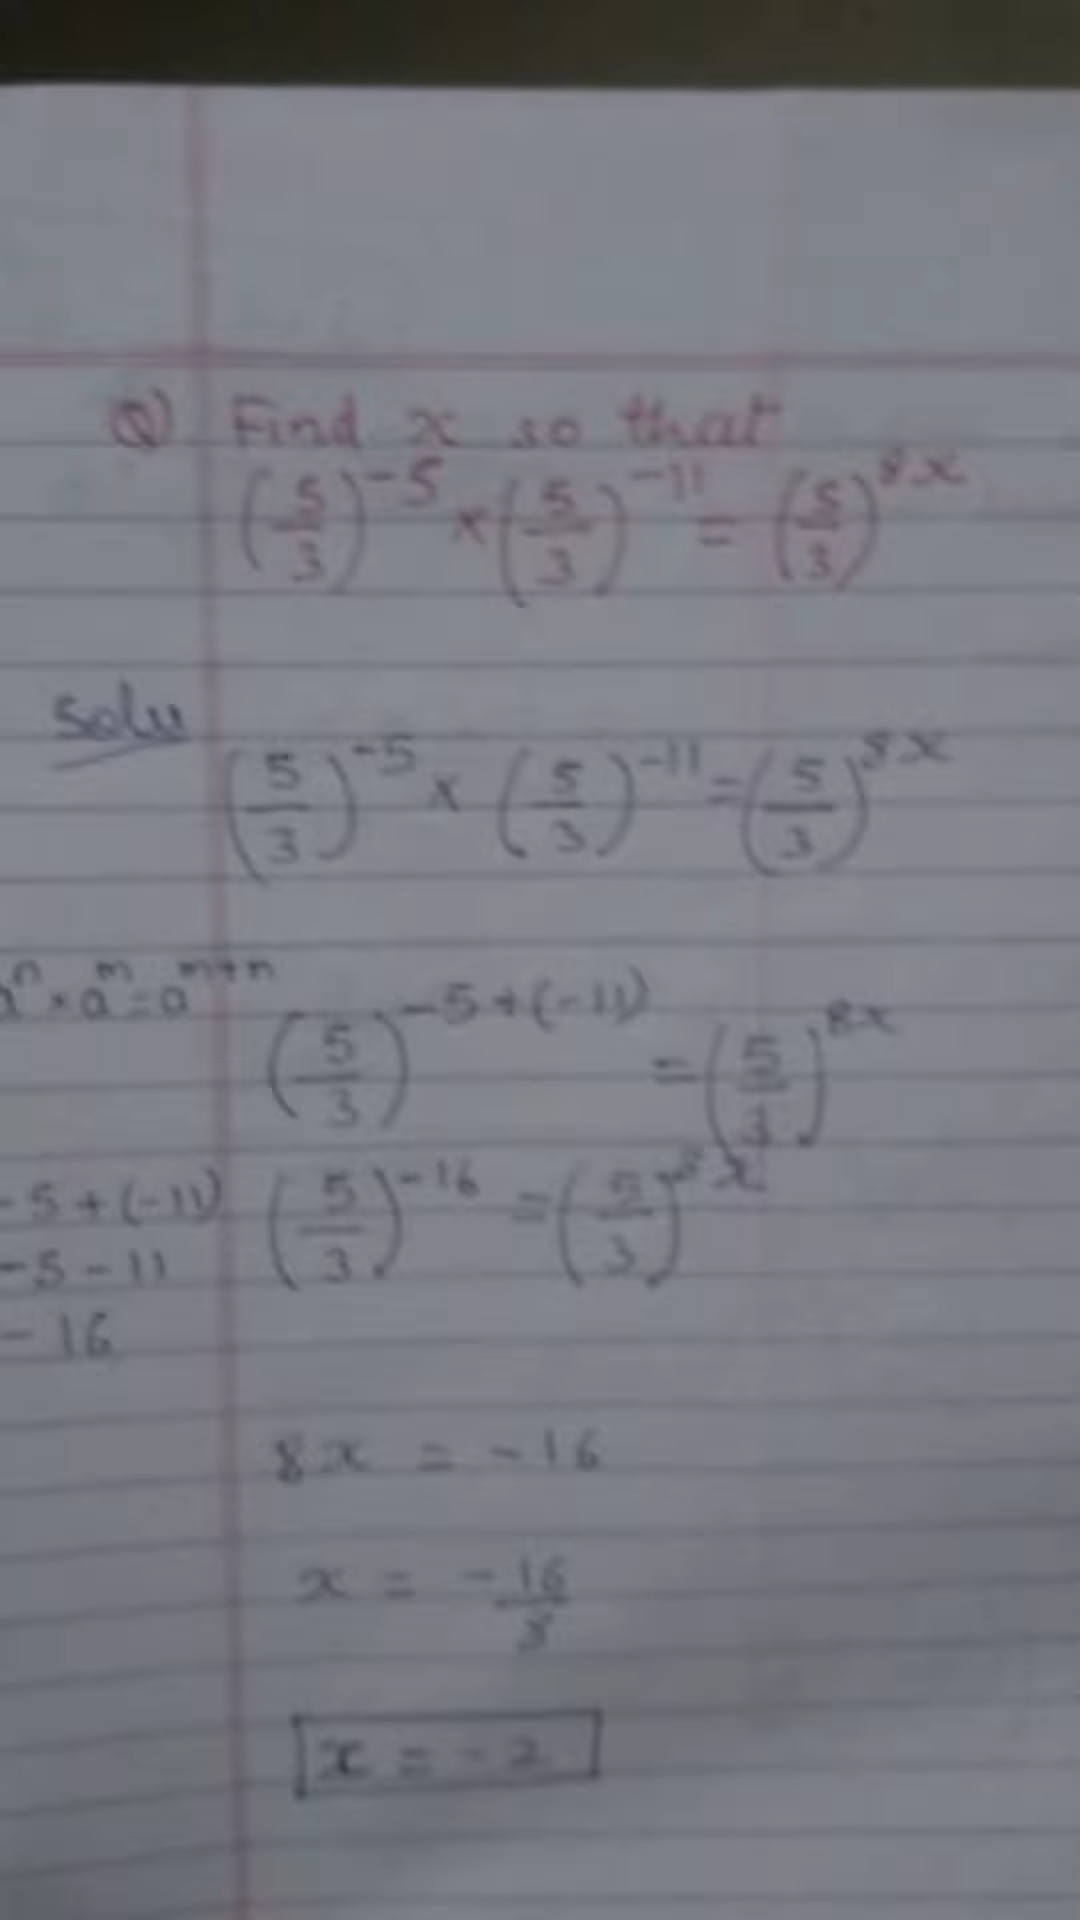 Q) Find x so that
(5/3)^-5 × (5/3)^-11 = (5/3)^8x
Solu
(5/3)^-5 × (5/3)^-11 = (5/3)^8x
a^n × a^m = a^m+n
(5/3)^-5+(-11) = (5/3)^8x
-5+(-11)
(5/3)^-16 = (5/3)^8x
-5-11
-16
8x = -16
x = -16/8
x = -2